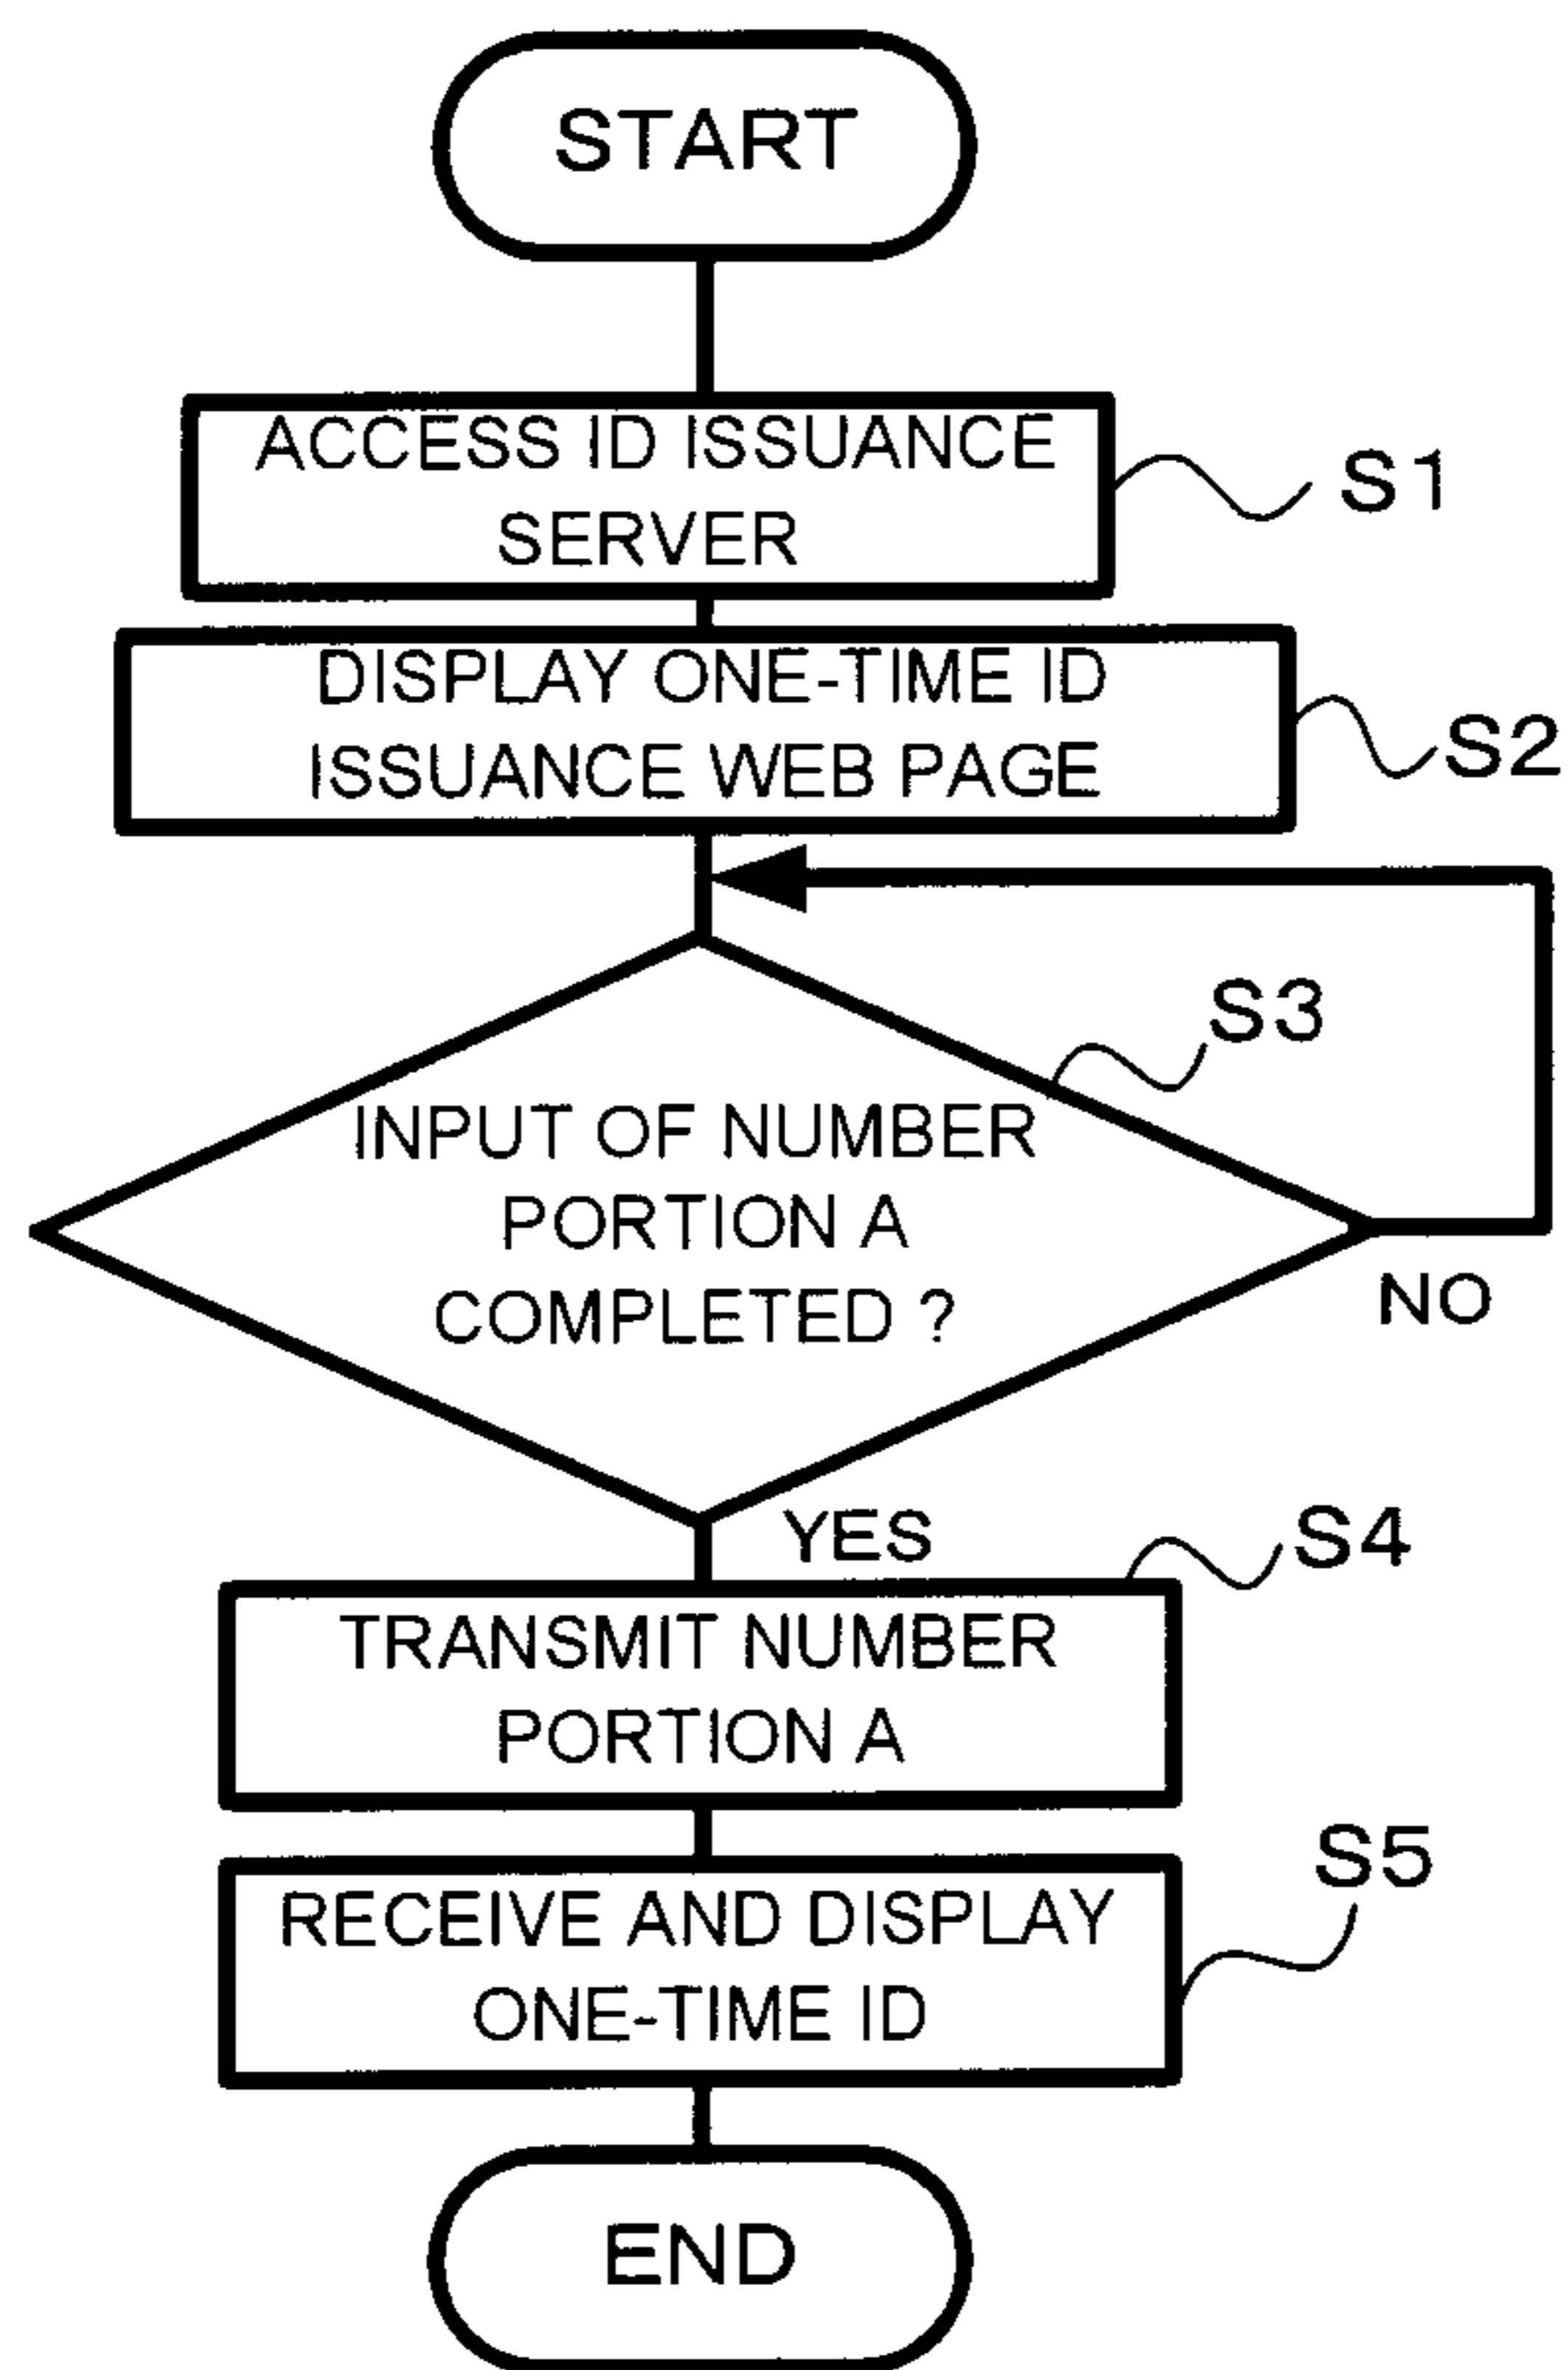 START
ACCESS ID ISSUANCE
SERVER
S1
DISPLAY ONE-TIME ID
ISSUANCE WEB PAGE
S2
S3
INPUT OF NUMBER
PORTION A
COMPLETED ?
NO
YES
S4
TRANSMIT NUMBER
PORTION A
S5
RECEIVE AND DISPLAY
ONE-TIME ID
END